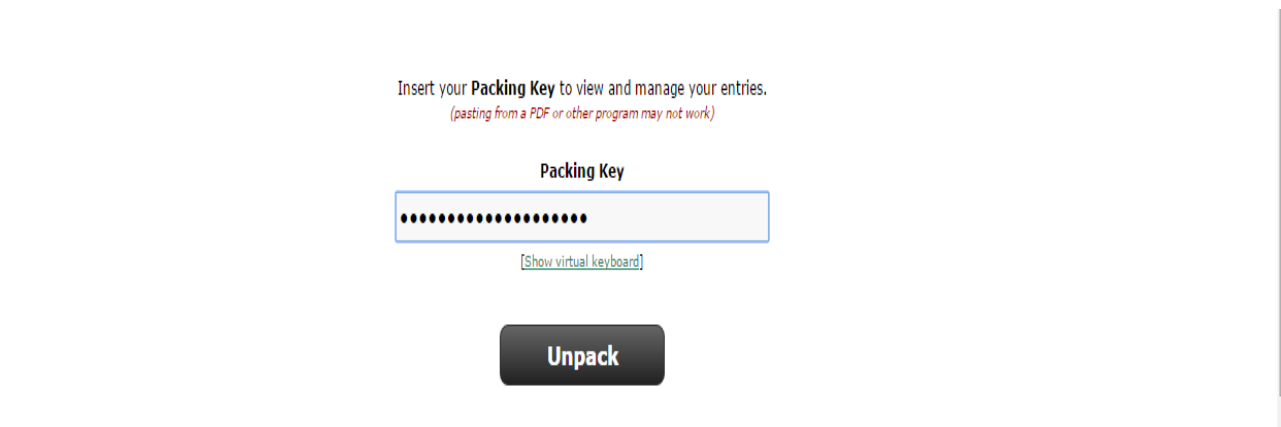 Insert your Packing Key to view and manage your entries.
(pasting from a PDF or other program may not work)
Packing Key
••••••••••••••••••••
[Show virtual keyboard]
Unpack